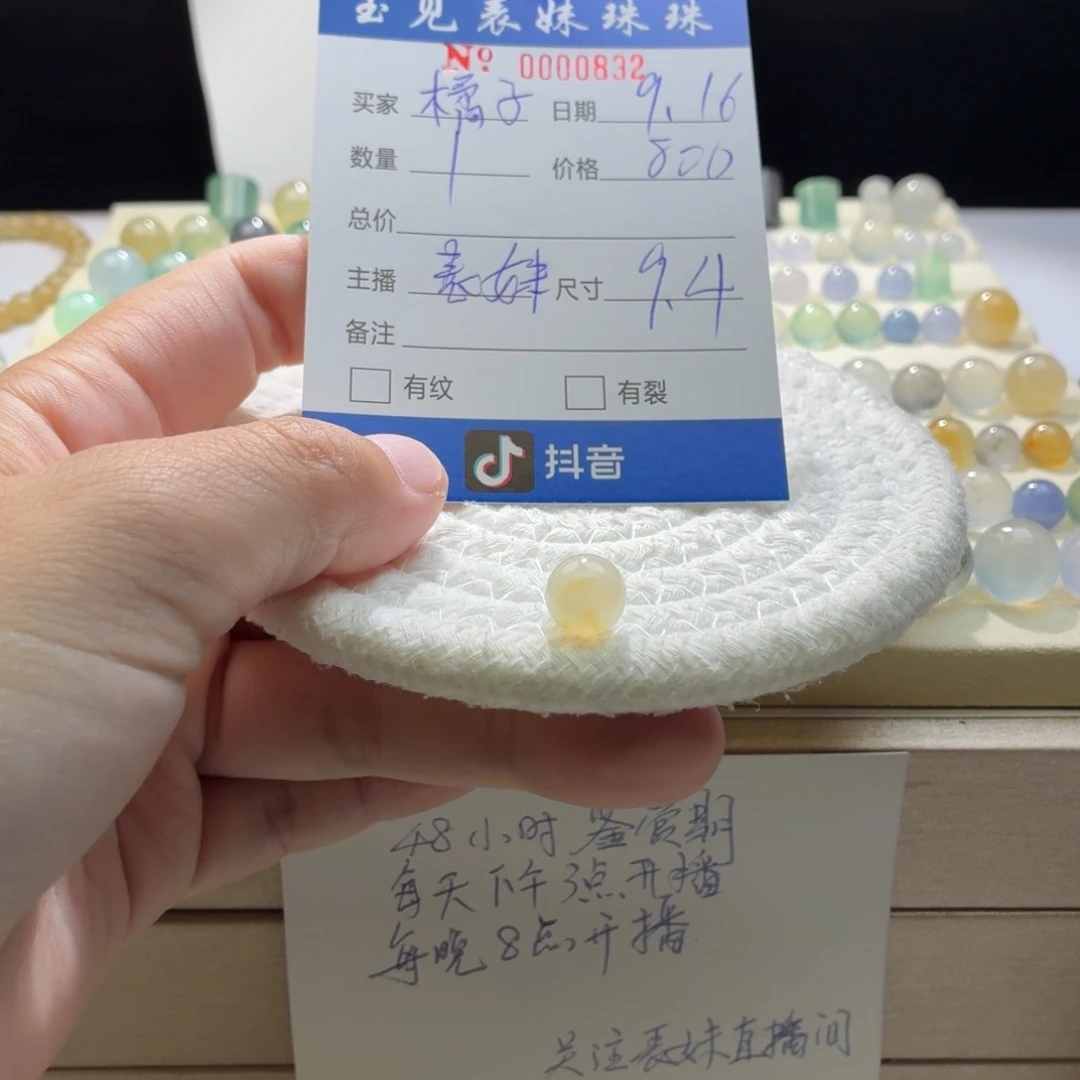 玉见表妹珠珠
Nº 0000832
买家 橘子 日期 9.16
数量 1 价格 800
总价
主播 表妹 尺寸 9.4
备注
有纹 有裂
抖音
48小时鉴赏期
每天下午3点开播
每晚8点开播
关注表妹直播间